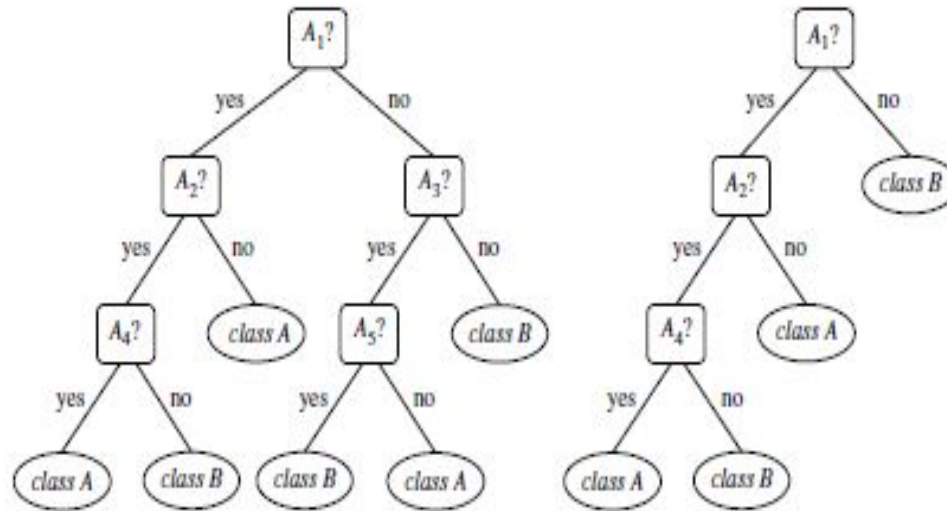 A₁? A₁?
yes no yes no
A₂? A₃? A₂? class B
yes no yes no yes no
A₄? class A A₅? class B A₄? class A
yes no yes no yes no
class A class B class B class A class A class B